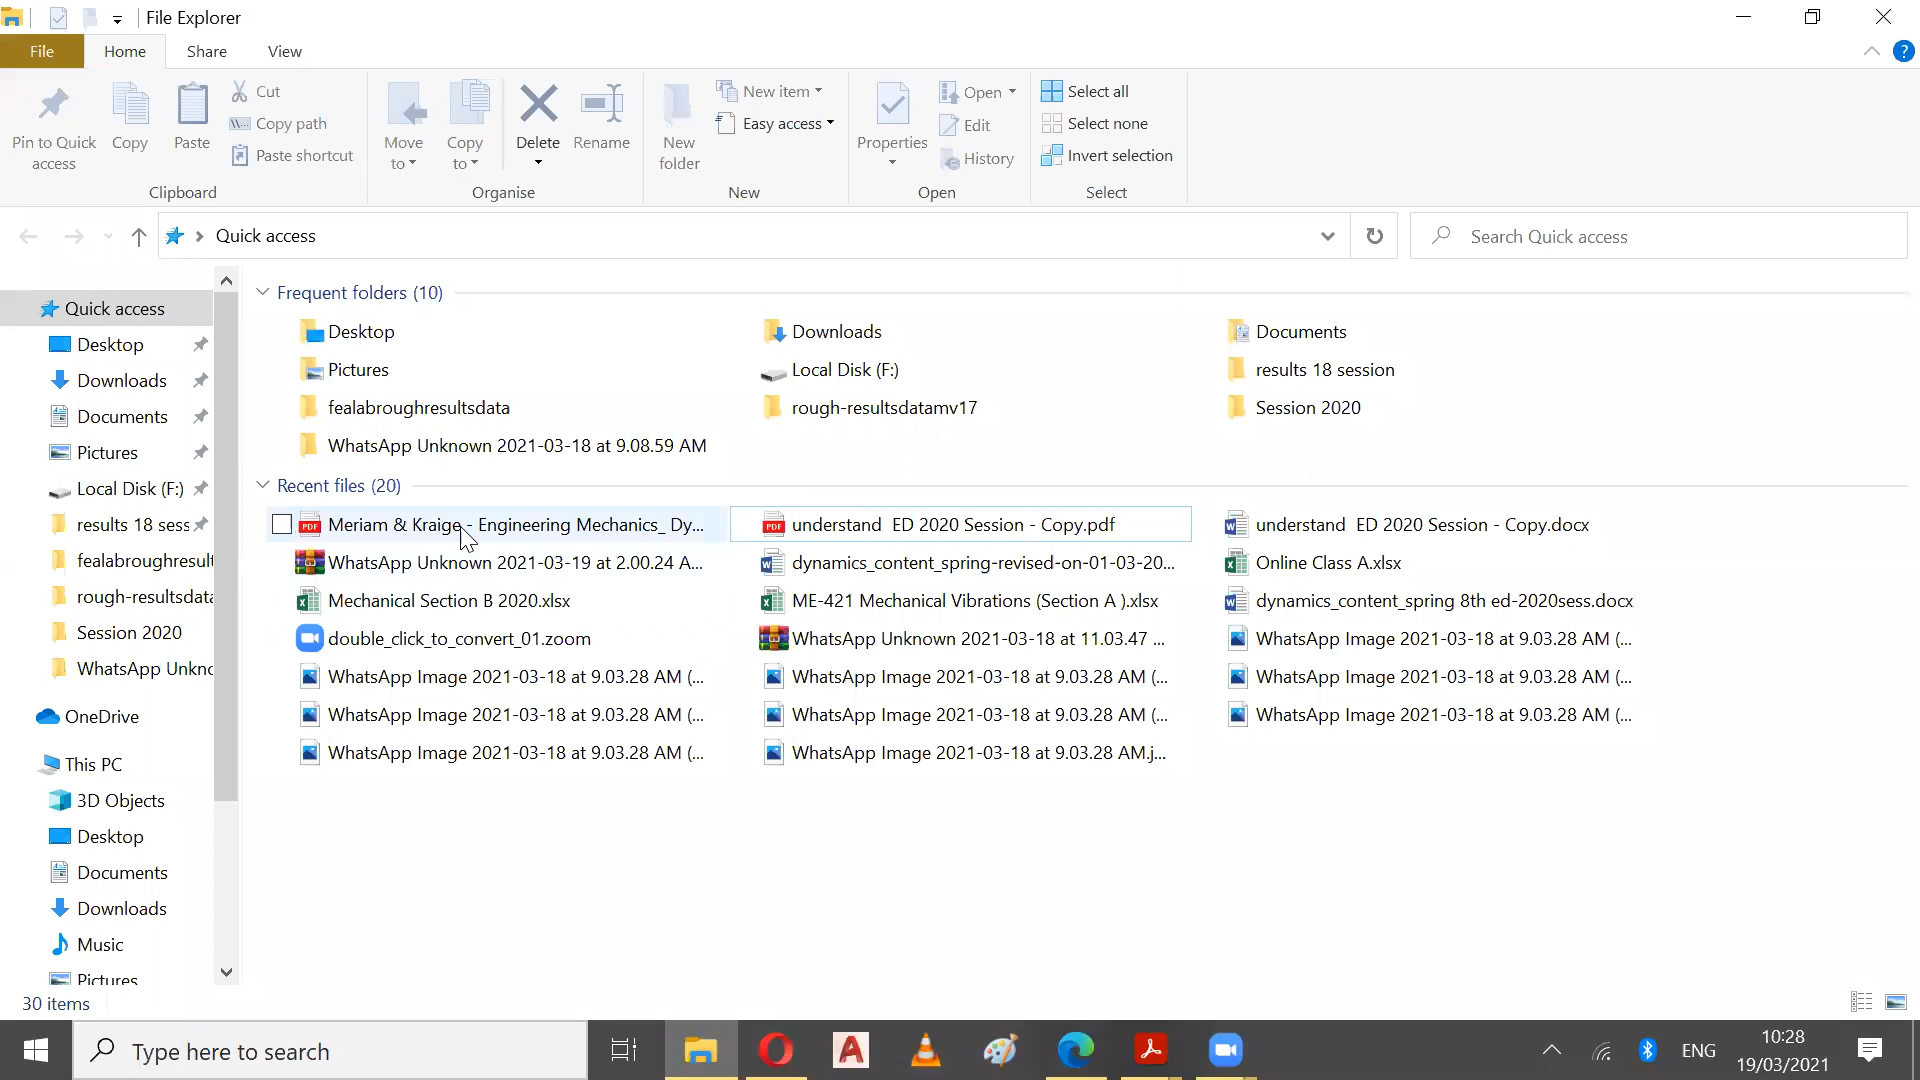 File Explorer
File Home Share View
Pin to Quick access
Copy
Paste
Cut
Copy path
Paste shortcut
Clipboard
Move to
Copy to
Delete
Rename
Organise
New folder
New item
Easy access
New
Properties
Open
Edit
History
Open
Select all
Select none
Invert selection
Select
Quick access
Search Quick access
Quick access
Desktop
Downloads
Documents
Pictures
Local Disk (F:)
results 18 sess
fealabroughresult
rough-resultsdata
Session 2020
WhatsApp Unkno
OneDrive
This PC
3D Objects
Desktop
Documents
Downloads
Music
Pictures
Frequent folders (10)
Desktop Downloads Documents
Pictures Local Disk (F:) results 18 session
fealabroughresultsdata rough-resultsdatamv17 Session 2020
WhatsApp Unknown 2021-03-18 at 9.08.59 AM
Recent files (20)
Meriam & Kraige - Engineering Mechanics_ Dy... understand ED 2020 Session - Copy.pdf understand ED 2020 Session - Copy.docx
WhatsApp Unknown 2021-03-19 at 2.00.24 A... dynamics_content_spring-revised-on-01-03-20... Online Class A.xlsx
Mechanical Section B 2020.xlsx ME-421 Mechanical Vibrations (Section A ).xlsx dynamics_content_spring 8th ed-2020sess.docx
double_click_to_convert_01.zoom WhatsApp Unknown 2021-03-18 at 11.03.47 ... WhatsApp Image 2021-03-18 at 9.03.28 AM (...
WhatsApp Image 2021-03-18 at 9.03.28 AM (... WhatsApp Image 2021-03-18 at 9.03.28 AM (... WhatsApp Image 2021-03-18 at 9.03.28 AM (...
WhatsApp Image 2021-03-18 at 9.03.28 AM (... WhatsApp Image 2021-03-18 at 9.03.28 AM (... WhatsApp Image 2021-03-18 at 9.03.28 AM (...
WhatsApp Image 2021-03-18 at 9.03.28 AM (... WhatsApp Image 2021-03-18 at 9.03.28 AM.j...
30 items
Type here to search
ENG
10:28
19/03/2021